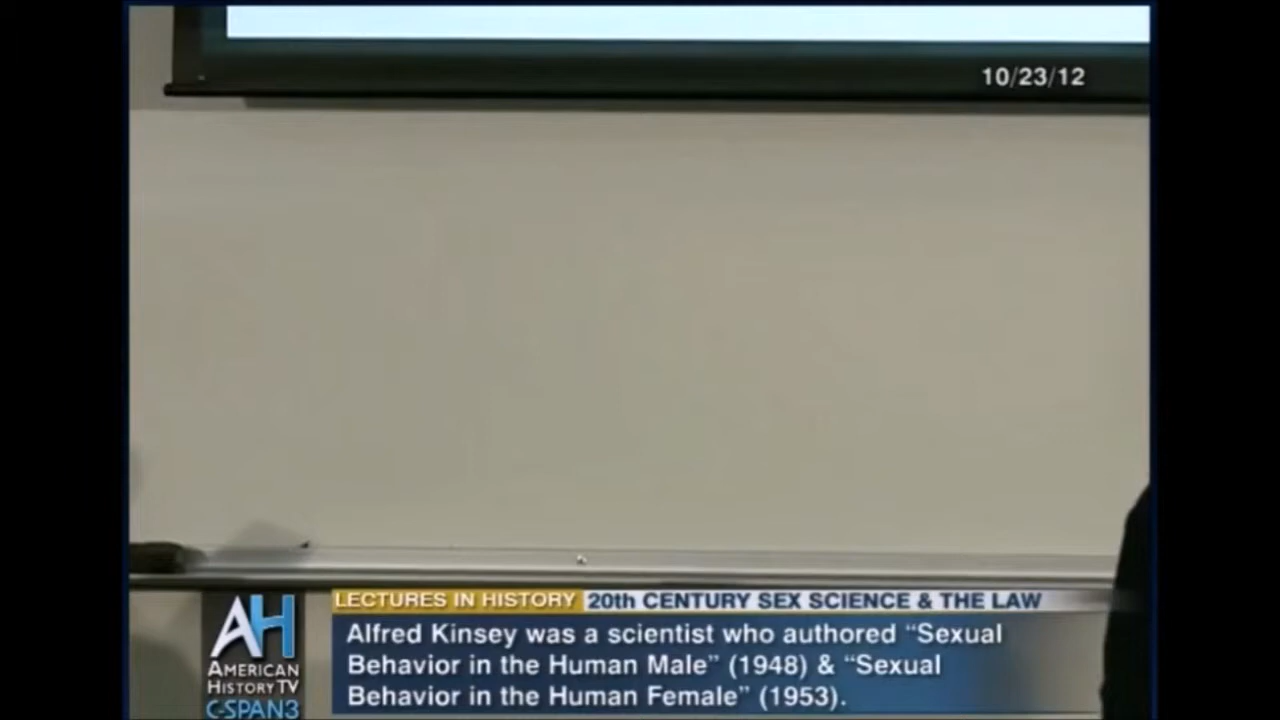 10/23/12
LECTURES IN HISTORY 20th CENTURY SEX SCIENCE & THE LAW
AH
AMERICAN
HISTORY TV
C-SPAN3
Alfred Kinsey was a scientist who authored “Sexual
Behavior in the Human Male” (1948) & “Sexual
Behavior in the Human Female” (1953).